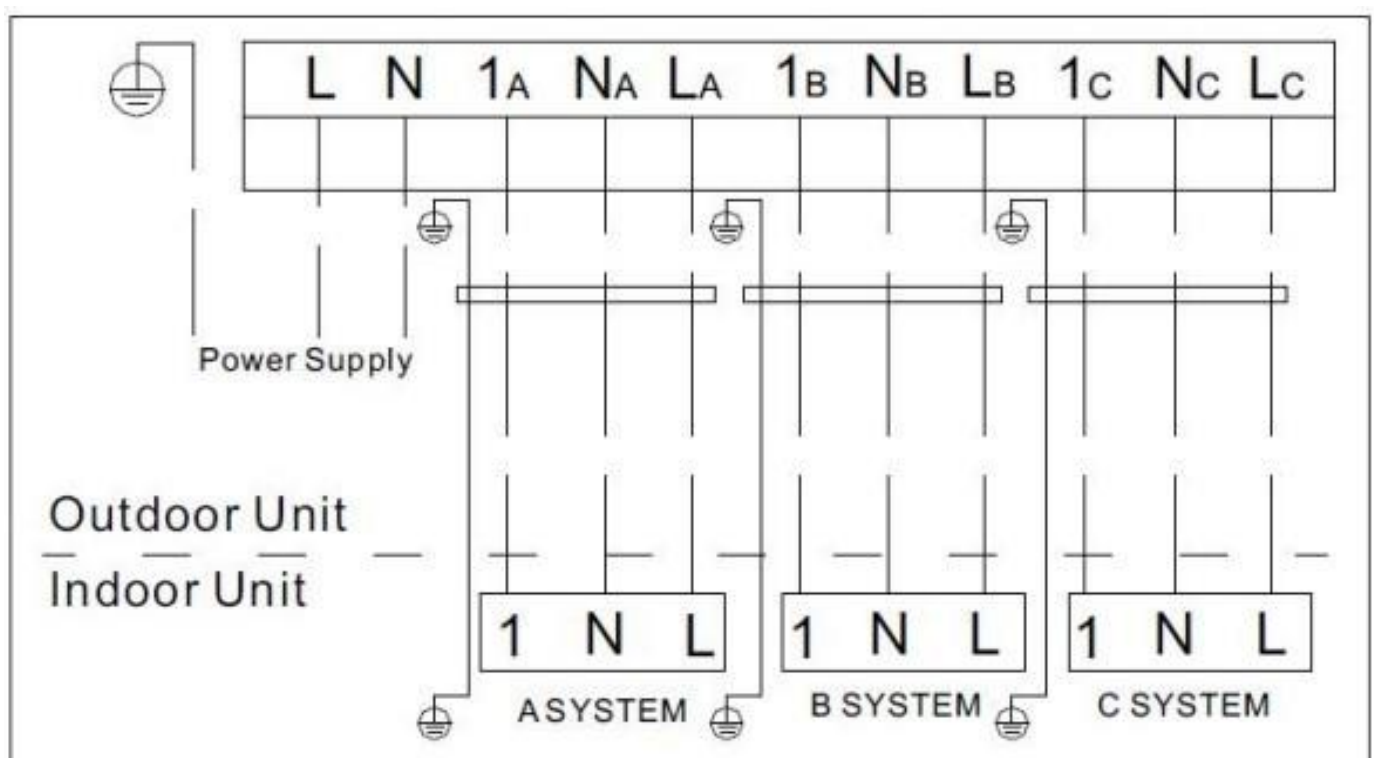 L N 1A NA LA 1B NB LB 1C NC LC
Power Supply
Outdoor Unit
Indoor Unit
1 N L 1 N L 1 N L
A SYSTEM B SYSTEM C SYSTEM